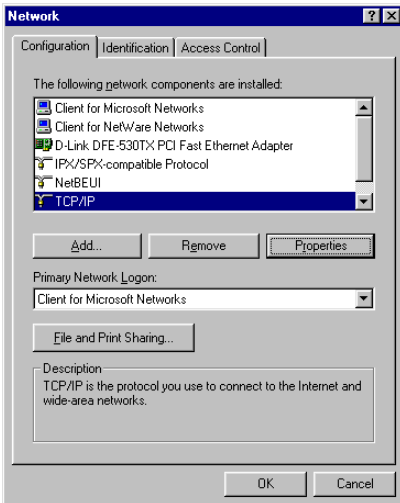 Network
Configuration Identification Access Control
The following network components are installed:
Client for Microsoft Networks
Client for NetWare Networks
D-Link DFE-530TX PCI Fast Ethernet Adapter
IPX/SPX-compatible Protocol
NetBEUI
TCP/IP
Add... Remove Properties
Primary Network Logon:
Client for Microsoft Networks
File and Print Sharing...
Description
TCP/IP is the protocol you use to connect to the Internet and
wide-area networks.
OK Cancel